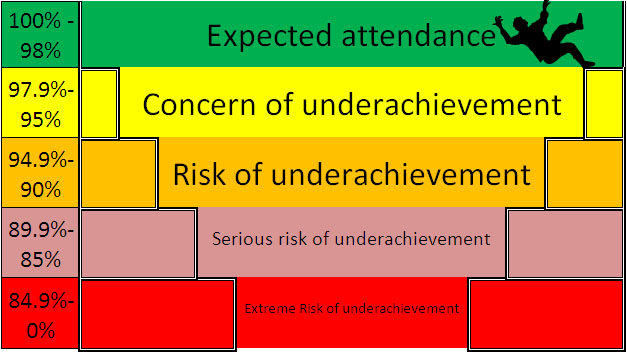 100% -
98%
Expected attendance
97.9%-
95%
Concern of underachievement
94.9%-
90%
Risk of underachievement
89.9%-
85%
Serious risk of underachievement
84.9%-
0%
Extreme Risk of underachievement